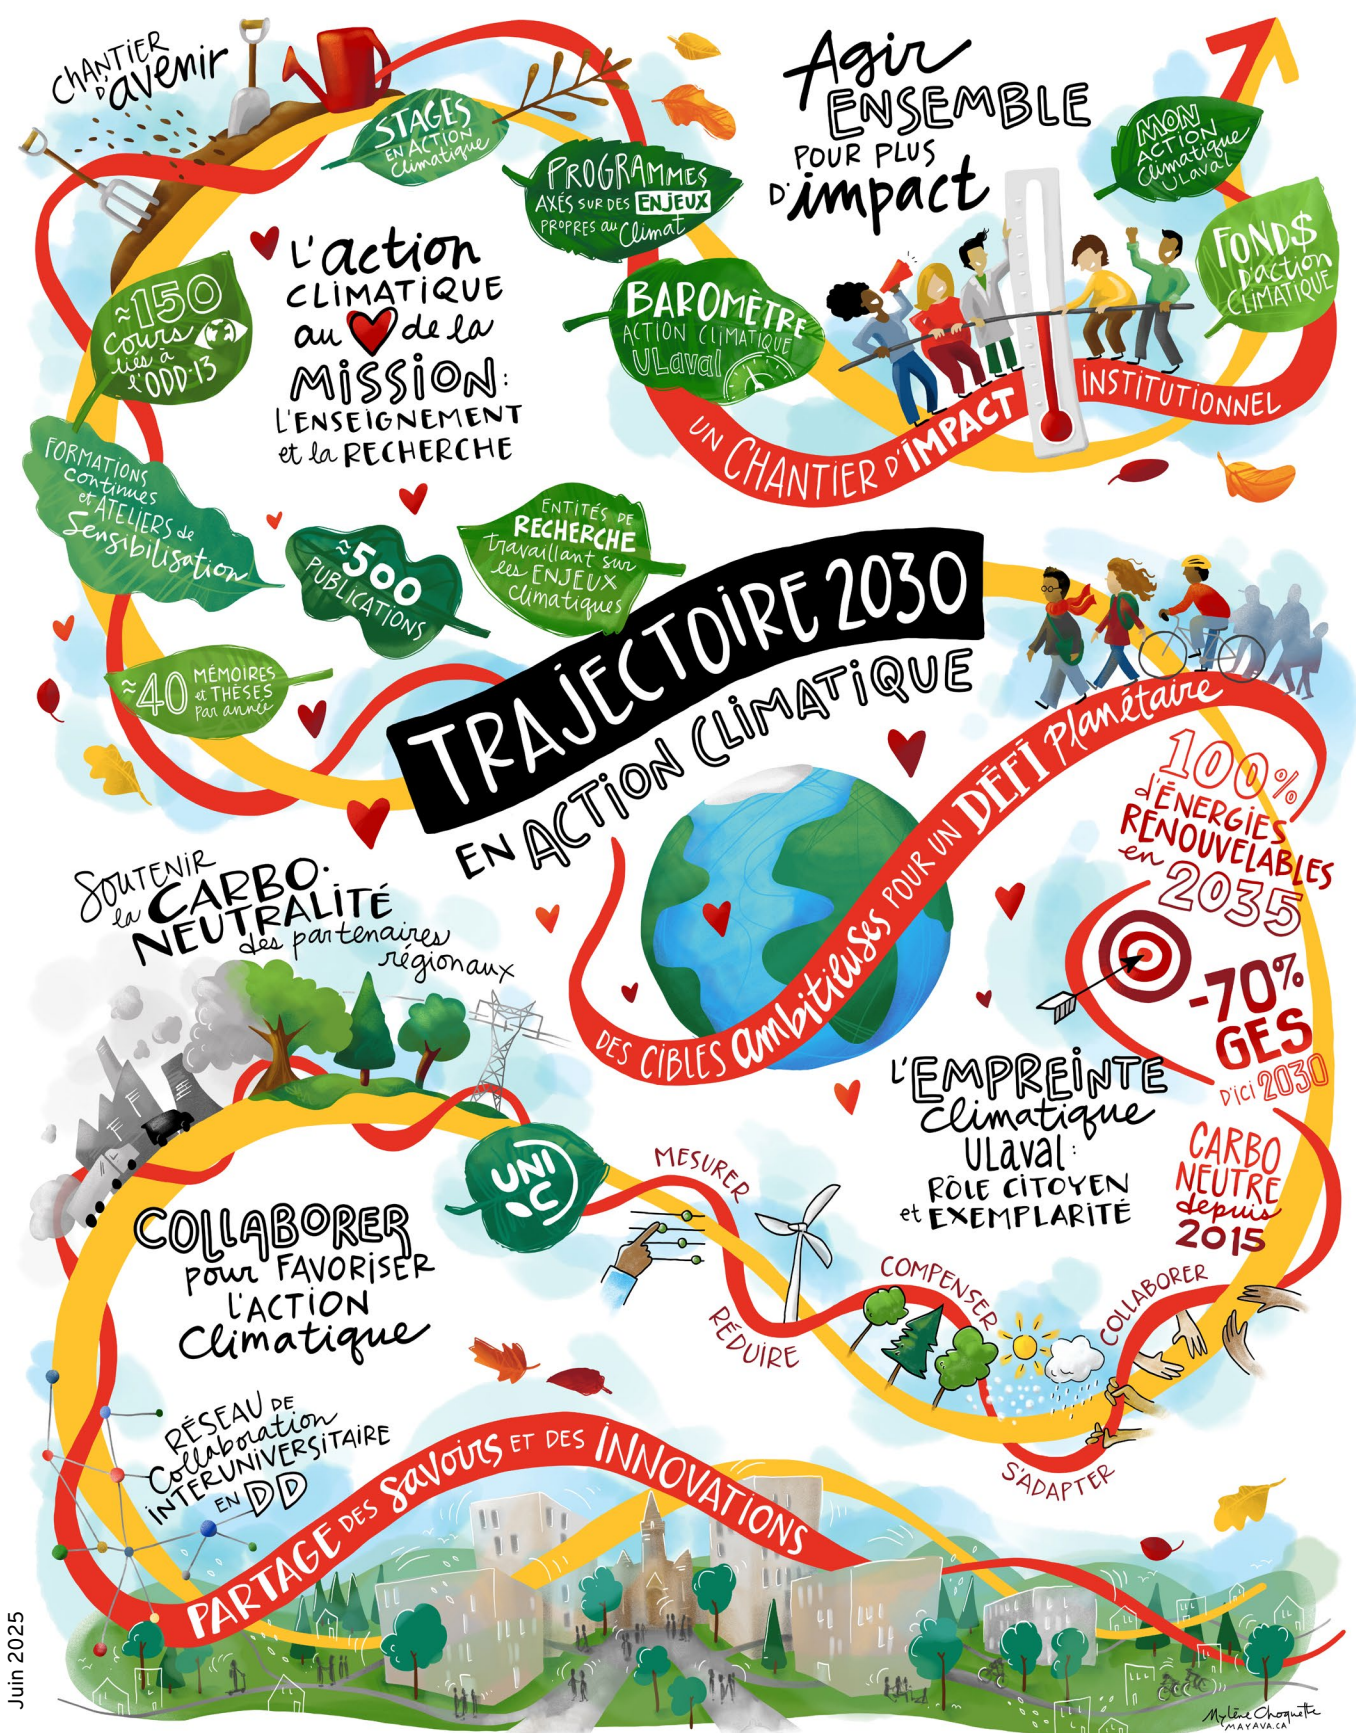 CHANTIER
D'avenir
STAGES
EN ACTION
Climatique
PROGRAMMES
AXÉS SUR DES ENJEUX
PROPRES au Climat
Agir
ENSEMBLE
POUR PLUS
D'impact
MON
ACTION
Climatique
ULaval
FOND$
D'action
CLIMATIQUE
L'action
CLIMATIQUE
au de la
MISSION:
L'ENSEIGNEMENT
et la RECHERCHE
≈150
Cours
liés à
l'ODD-13
BAROMÈTRE
ACTION CLIMATIQUE
ULaval
UN CHANTIER D'IMPACT INSTITUTIONNEL
FORMATIONS
Continues
et ATELIERS de
Sensibilisation
≈500
PUBLICATIONS
ENTITÉS DE
RECHERCHE
travaillant sur
les ENJEUX
Climatiques
≈40 MÉMOIRES
et THÈSES
par année
TRAJECTOIRE 2030
EN ACTION CLIMATIQUE
DES CIBLES ambitieuses POUR UN DÉFI Planétaire
100%
d'ÉNERGIES
RENOUVELABLES
en 2035
-70%
GES
D'ici 2030
CARBO
NEUTRE
depuis
2015
SOUTENIR
la CARBO-
NEUTRALITÉ
des partenaires
régionaux
L'EMPREINTE
Climatique
ULaval:
RÔLE CITOYEN
et EXEMPLARITÉ
UNI
C
COLLABORER
pour FAVORISER
L'ACTION
Climatique
MESURER
RÉDUIRE
COMPENSER
S'ADAPTER
COLLABORER
RÉSEAU DE
Collaboration
INTERUNIVERSITAIRE
EN DD
PARTAGE DES Savoirs ET DES INNOVATIONS
Juin 2025
Mylène Choquette
MAYAVA.CA